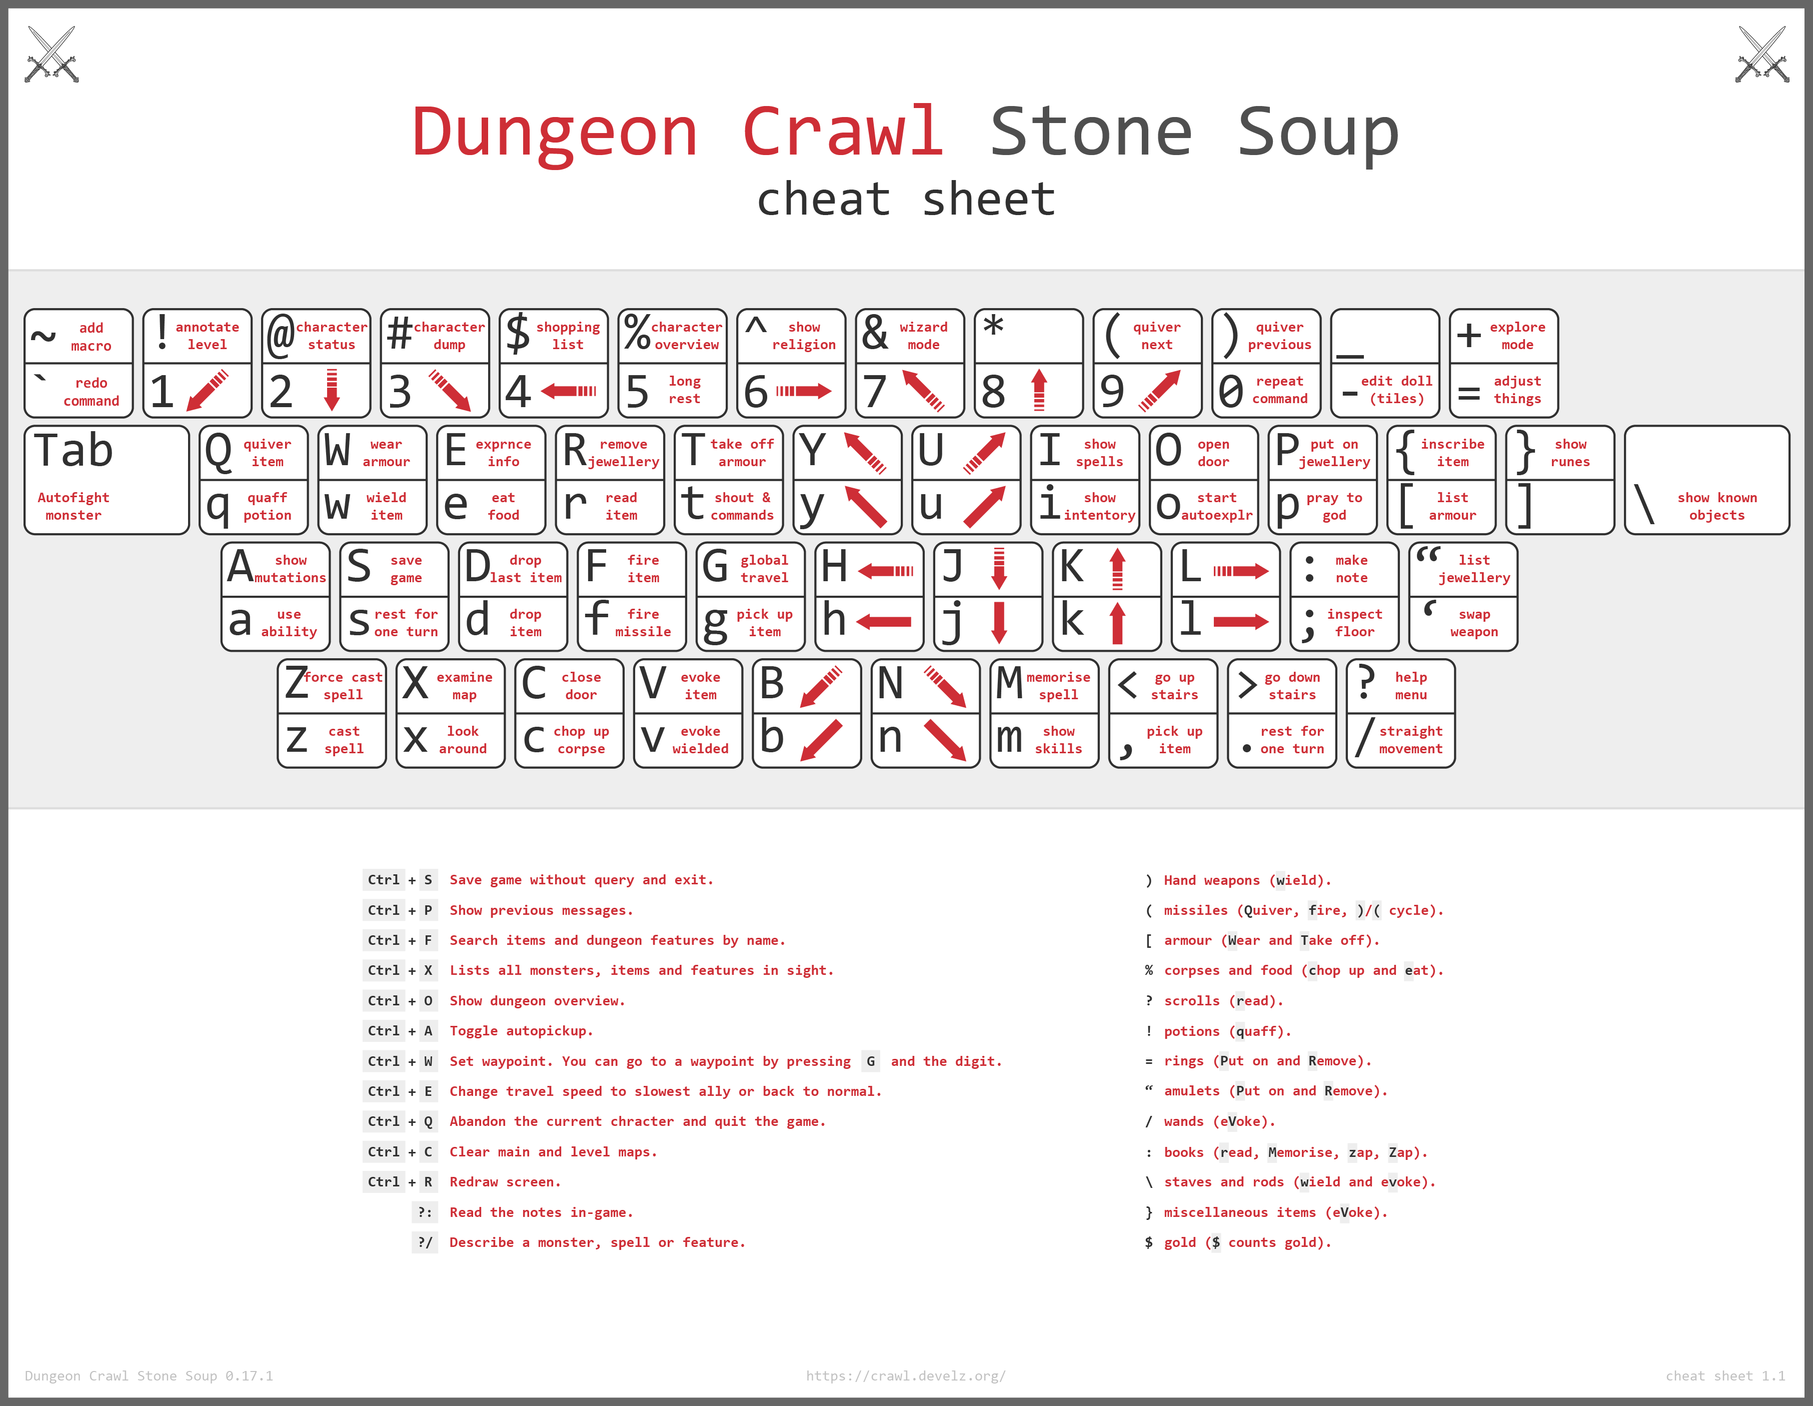 Dungeon Crawl Stone Soup
cheat sheet
~ add macro
! annotate level
@ character status
# character dump
$ shopping list
% character overview
^ show religion
& wizard mode
*
( quiver next
) quiver previous
_
+ explore mode
` redo command
1
2
3
4
5 long rest
6
7
8
9
0 repeat command
- edit doll (tiles)
= adjust things
Tab
Autofight monster
Q quiver item
W wear armour
E exprnce info
R remove jewellery
T take off armour
Y
U
I show spells
O open door
P put on jewellery
{ inscribe item
} show runes
q quaff potion
w wield item
e eat food
r read item
t shout & commands
y
u
i show intentory
o start autoexplr
p pray to god
[ list armour
]
\ show known objects
A show mutations
S save game
D drop last item
F fire item
G global travel
H
J
K
L
: make note
“ list jewellery
a use ability
s rest for one turn
d drop item
f fire missile
g pick up item
h
j
k
l
; inspect floor
‘ swap weapon
Z force cast spell
X examine map
C close door
V evoke item
B
N
M memorise spell
< go up stairs
> go down stairs
? help menu
z cast spell
x look around
c chop up corpse
v evoke wielded
b
n
m show skills
, pick up item
. rest for one turn
/ straight movement
Ctrl + S Save game without query and exit.
Ctrl + P Show previous messages.
Ctrl + F Search items and dungeon features by name.
Ctrl + X Lists all monsters, items and features in sight.
Ctrl + O Show dungeon overview.
Ctrl + A Toggle autopickup.
Ctrl + W Set waypoint. You can go to a waypoint by pressing G and the digit.
Ctrl + E Change travel speed to slowest ally or back to normal.
Ctrl + Q Abandon the current chracter and quit the game.
Ctrl + C Clear main and level maps.
Ctrl + R Redraw screen.
?: Read the notes in-game.
?/ Describe a monster, spell or feature.
) Hand weapons (wield).
( missiles (Quiver, fire, )/( cycle).
[ armour (Wear and Take off).
% corpses and food (chop up and eat).
? scrolls (read).
! potions (quaff).
= rings (Put on and Remove).
“ amulets (Put on and Remove).
/ wands (eVoke).
: books (read, Memorise, zap, Zap).
\ staves and rods (wield and evoke).
} miscellaneous items (eVoke).
$ gold ($ counts gold).
Dungeon Crawl Stone Soup 0.17.1
https://crawl.develz.org/
cheat sheet 1.1